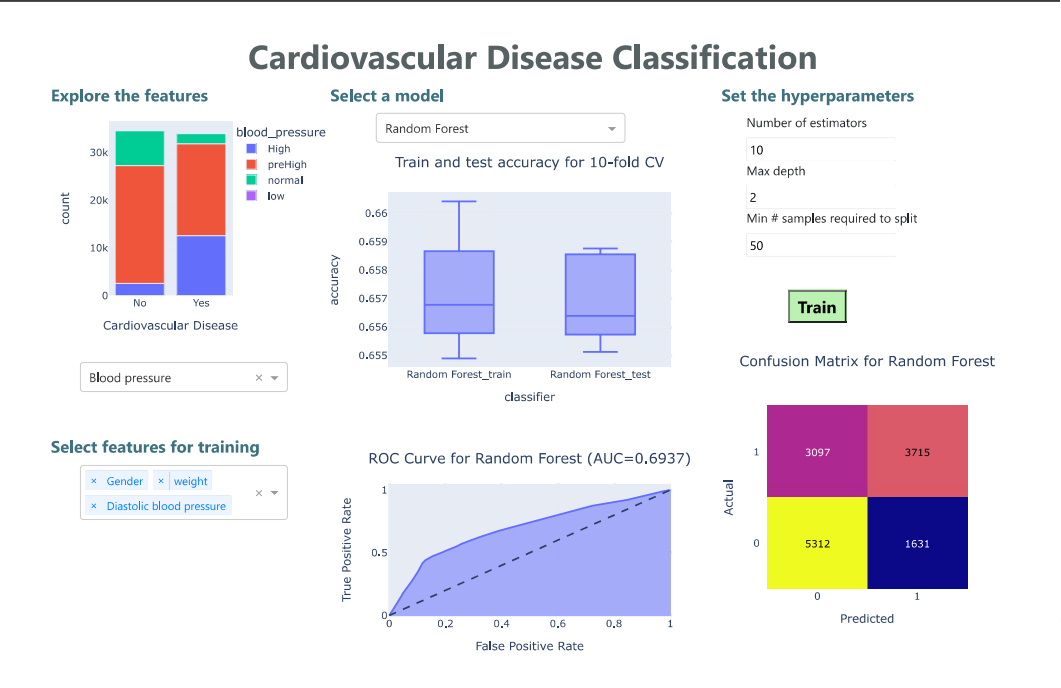 Cardiovascular Disease Classification
Explore the features
blood_pressure
High
preHigh
normal
low
30k
20k
10k
0
count
No
Yes
Cardiovascular Disease
Blood pressure
× 
Select features for training
× Gender
× weight
× Diastolic blood pressure
×
Select a model
Random Forest
Train and test accuracy for 10-fold CV
0.66
0.659
0.658
0.657
0.656
0.655
accuracy
Random Forest_train
Random Forest_test
classifier
ROC Curve for Random Forest (AUC=0.6937)
1
0.5
0
True Positive Rate
0
0.2
0.4
0.6
0.8
1
False Positive Rate
Set the hyperparameters
Number of estimators
10
Max depth
2
Min # samples required to split
50
Train
Confusion Matrix for Random Forest
1
3097
3715
Actual
0
5312
1631
0
1
Predicted